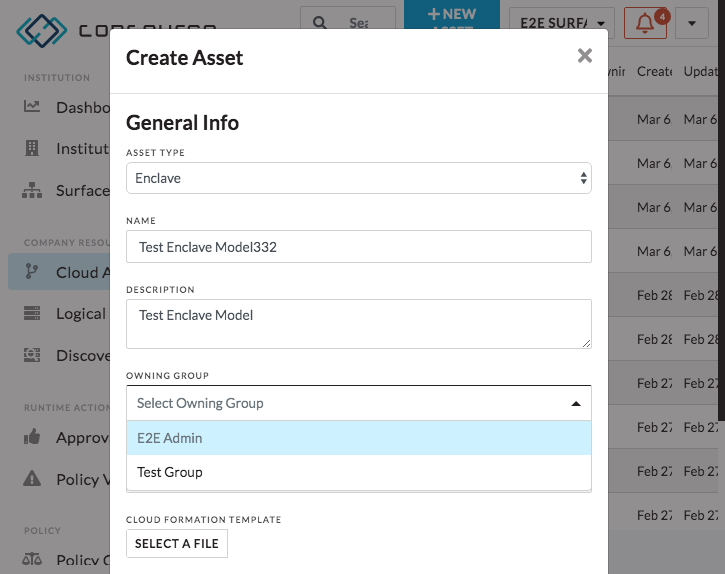 Sea
+ NEW ASSET
E2E SURFA
4
Create Asset
INSTITUTION
Dashbo
Institut
Surface
COMPANY RESOU
Cloud A
Logical
Discove
RUNTIME ACTION
Approv
Policy V
POLICY
Policy C
General Info
ASSET TYPE
Enclave
NAME
Test Enclave Model332
DESCRIPTION
Test Enclave Model
OWNING GROUP
Select Owning Group
E2E Admin
Test Group
CLOUD FORMATION TEMPLATE
SELECT A FILE
Create Updat
Mar 6 Mar 6
Mar 6 Mar 6
Mar 6 Mar 6
Mar 6 Mar 6
Feb 28 Feb 28
Feb 28 Feb 28
Feb 27 Feb 27
Feb 27 Feb 27
Feb 27 Feb 27
Feb 27 Feb 27